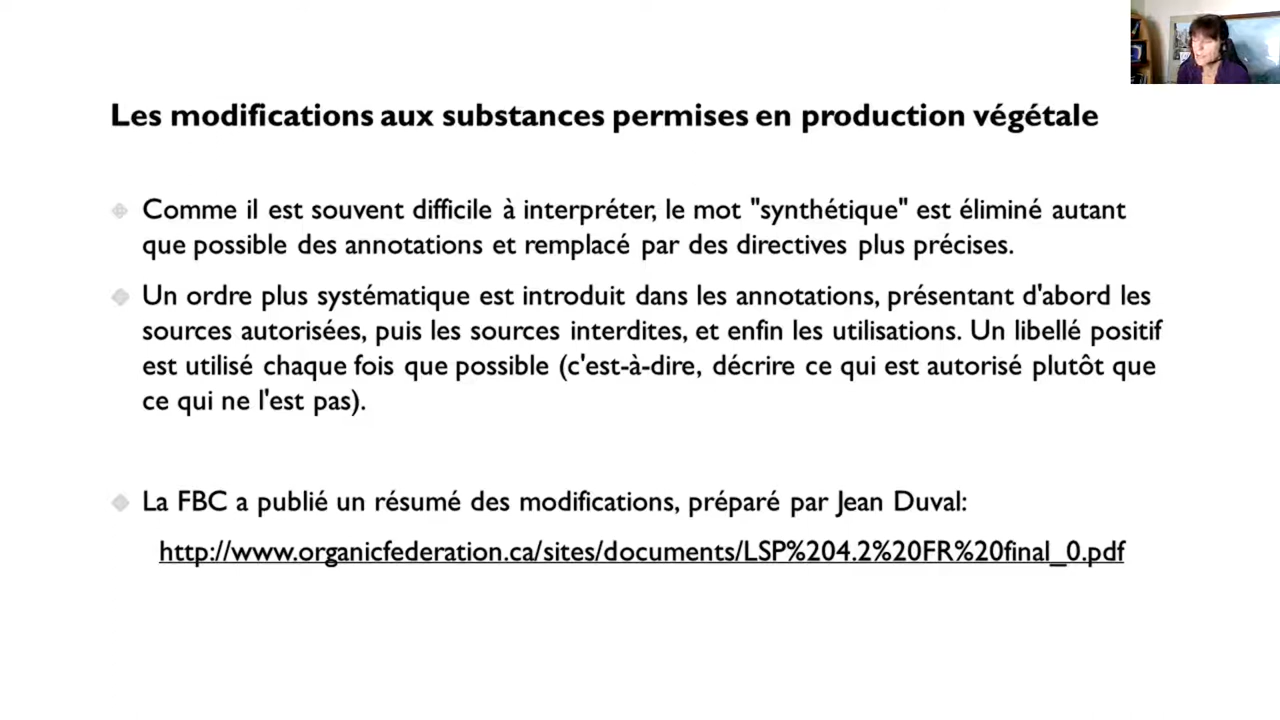 Les modifications aux substances permises en production végétale
Comme il est souvent difficile à interpréter, le mot "synthétique" est éliminé autant
que possible des annotations et remplacé par des directives plus précises.
Un ordre plus systématique est introduit dans les annotations, présentant d'abord les
sources autorisées, puis les sources interdites, et enfin les utilisations. Un libellé positif
est utilisé chaque fois que possible (c'est-à-dire, décrire ce qui est autorisé plutôt que
ce qui ne l'est pas).
La FBC a publié un résumé des modifications, préparé par Jean Duval:
http://www.organicfederation.ca/sites/documents/LSP%204.2%20FR%20final_0.pdf